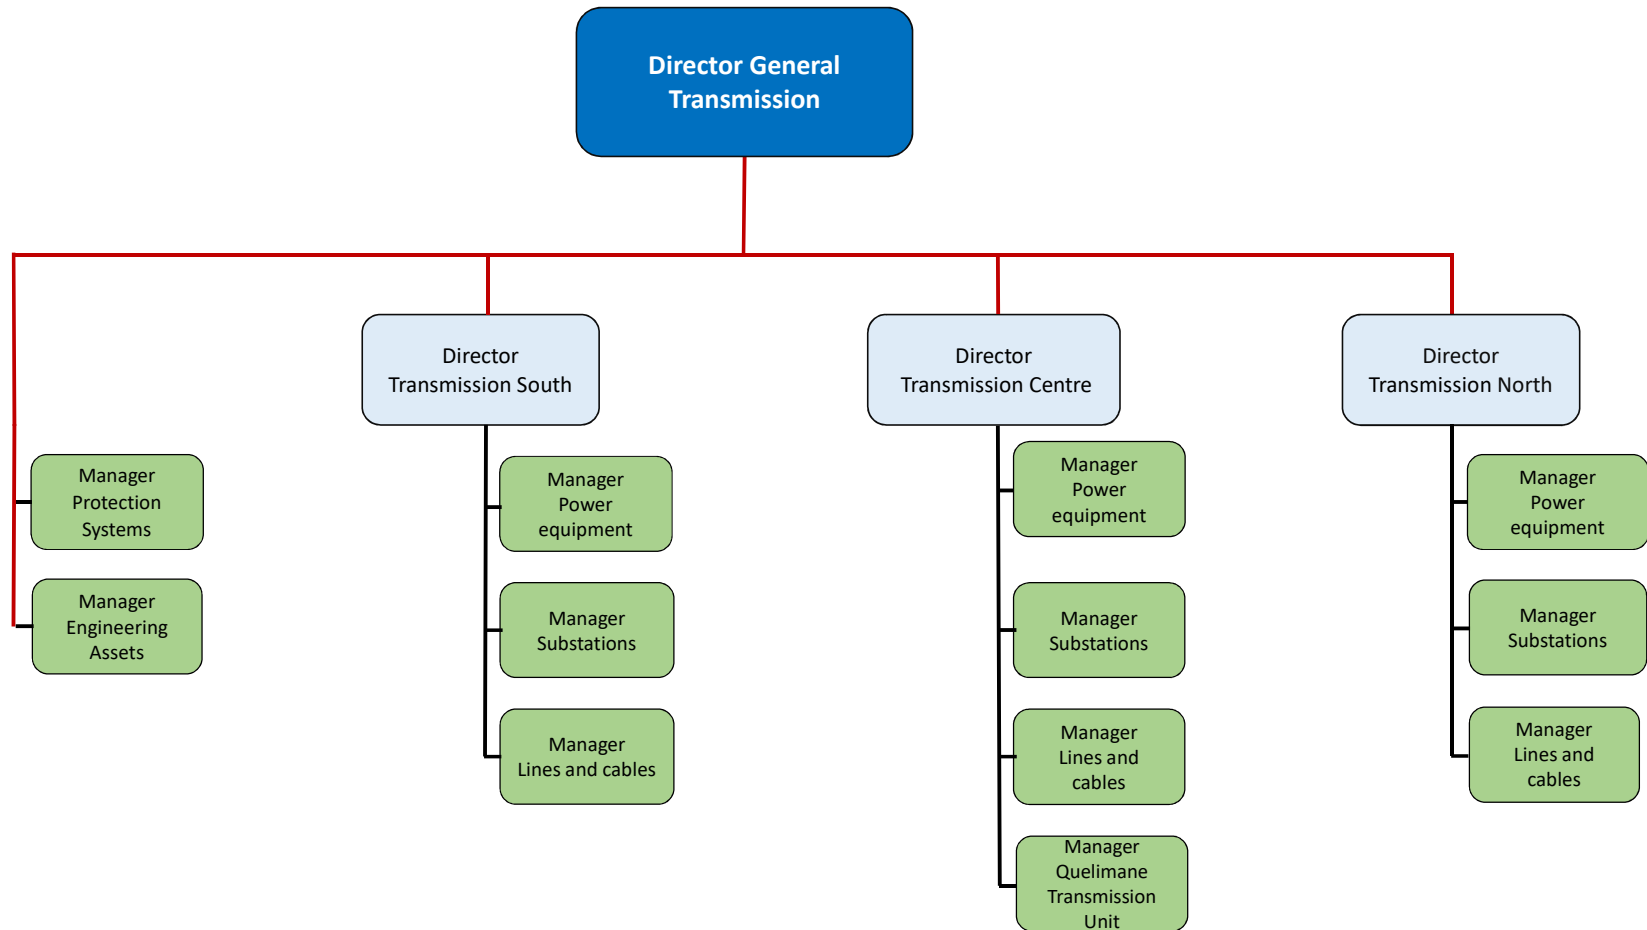 Director General
Transmission
Director
Transmission South
Director
Transmission Centre
Director
Transmission North
Manager
Protection
Systems
Manager
Engineering
Assets
Manager
Power
equipment
Manager
Substations
Manager
Lines and cables
Manager
Power
equipment
Manager
Substations
Manager
Lines and
cables
Manager
Quelimane
Transmission
Unit
Manager
Power
equipment
Manager
Substations
Manager
Lines and
cables